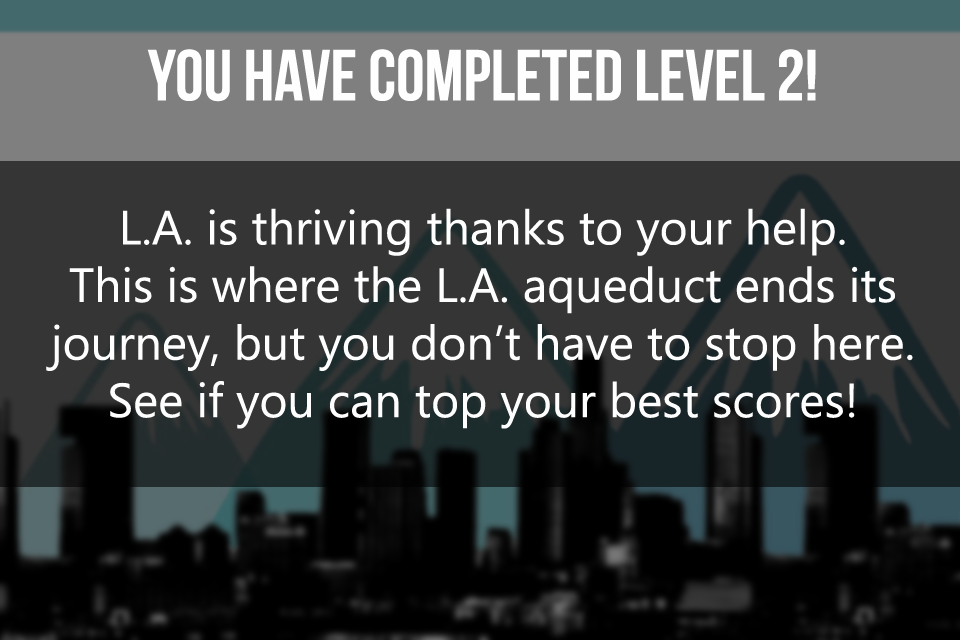 YOU HAVE COMPLETED LEVEL 2!
L.A. is thriving thanks to your help.
This is where the L.A. aqueduct ends its
journey, but you don’t have to stop here.
See if you can top your best scores!